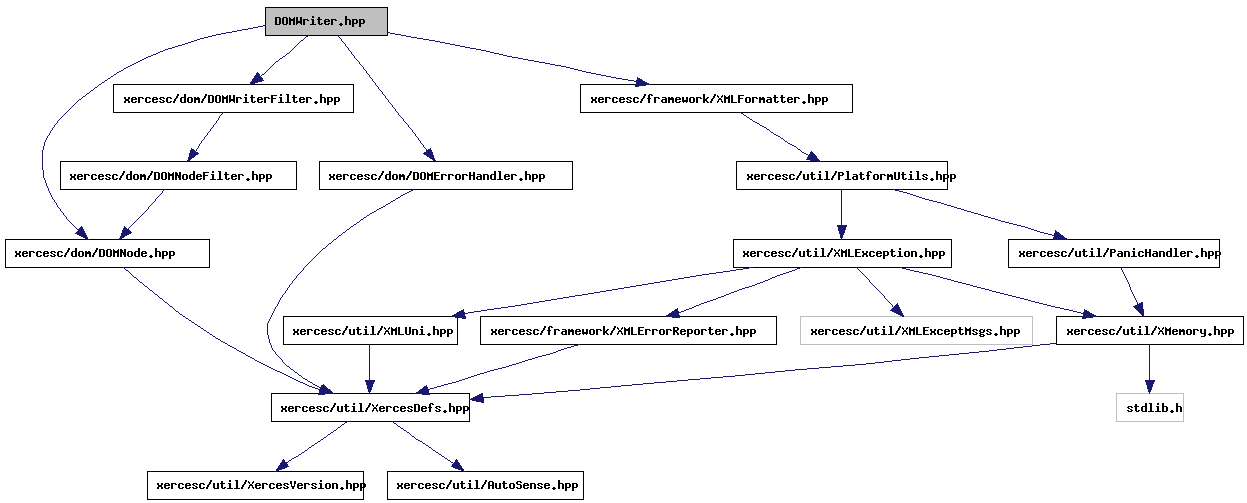 DOMWriter.hpp
xercesc/dom/DOMWriterFilter.hpp
xercesc/framework/XMLFormatter.hpp
xercesc/dom/DOMNodeFilter.hpp
xercesc/dom/DOMErrorHandler.hpp
xercesc/util/PlatformUtils.hpp
xercesc/dom/DOMNode.hpp
xercesc/util/XMLException.hpp
xercesc/util/PanicHandler.hpp
xercesc/util/XMLUni.hpp
xercesc/framework/XMLErrorReporter.hpp
xercesc/util/XMLExceptMsgs.hpp
xercesc/util/XMemory.hpp
xercesc/util/XercesDefs.hpp
stdlib.h
xercesc/util/XercesVersion.hpp
xercesc/util/AutoSense.hpp